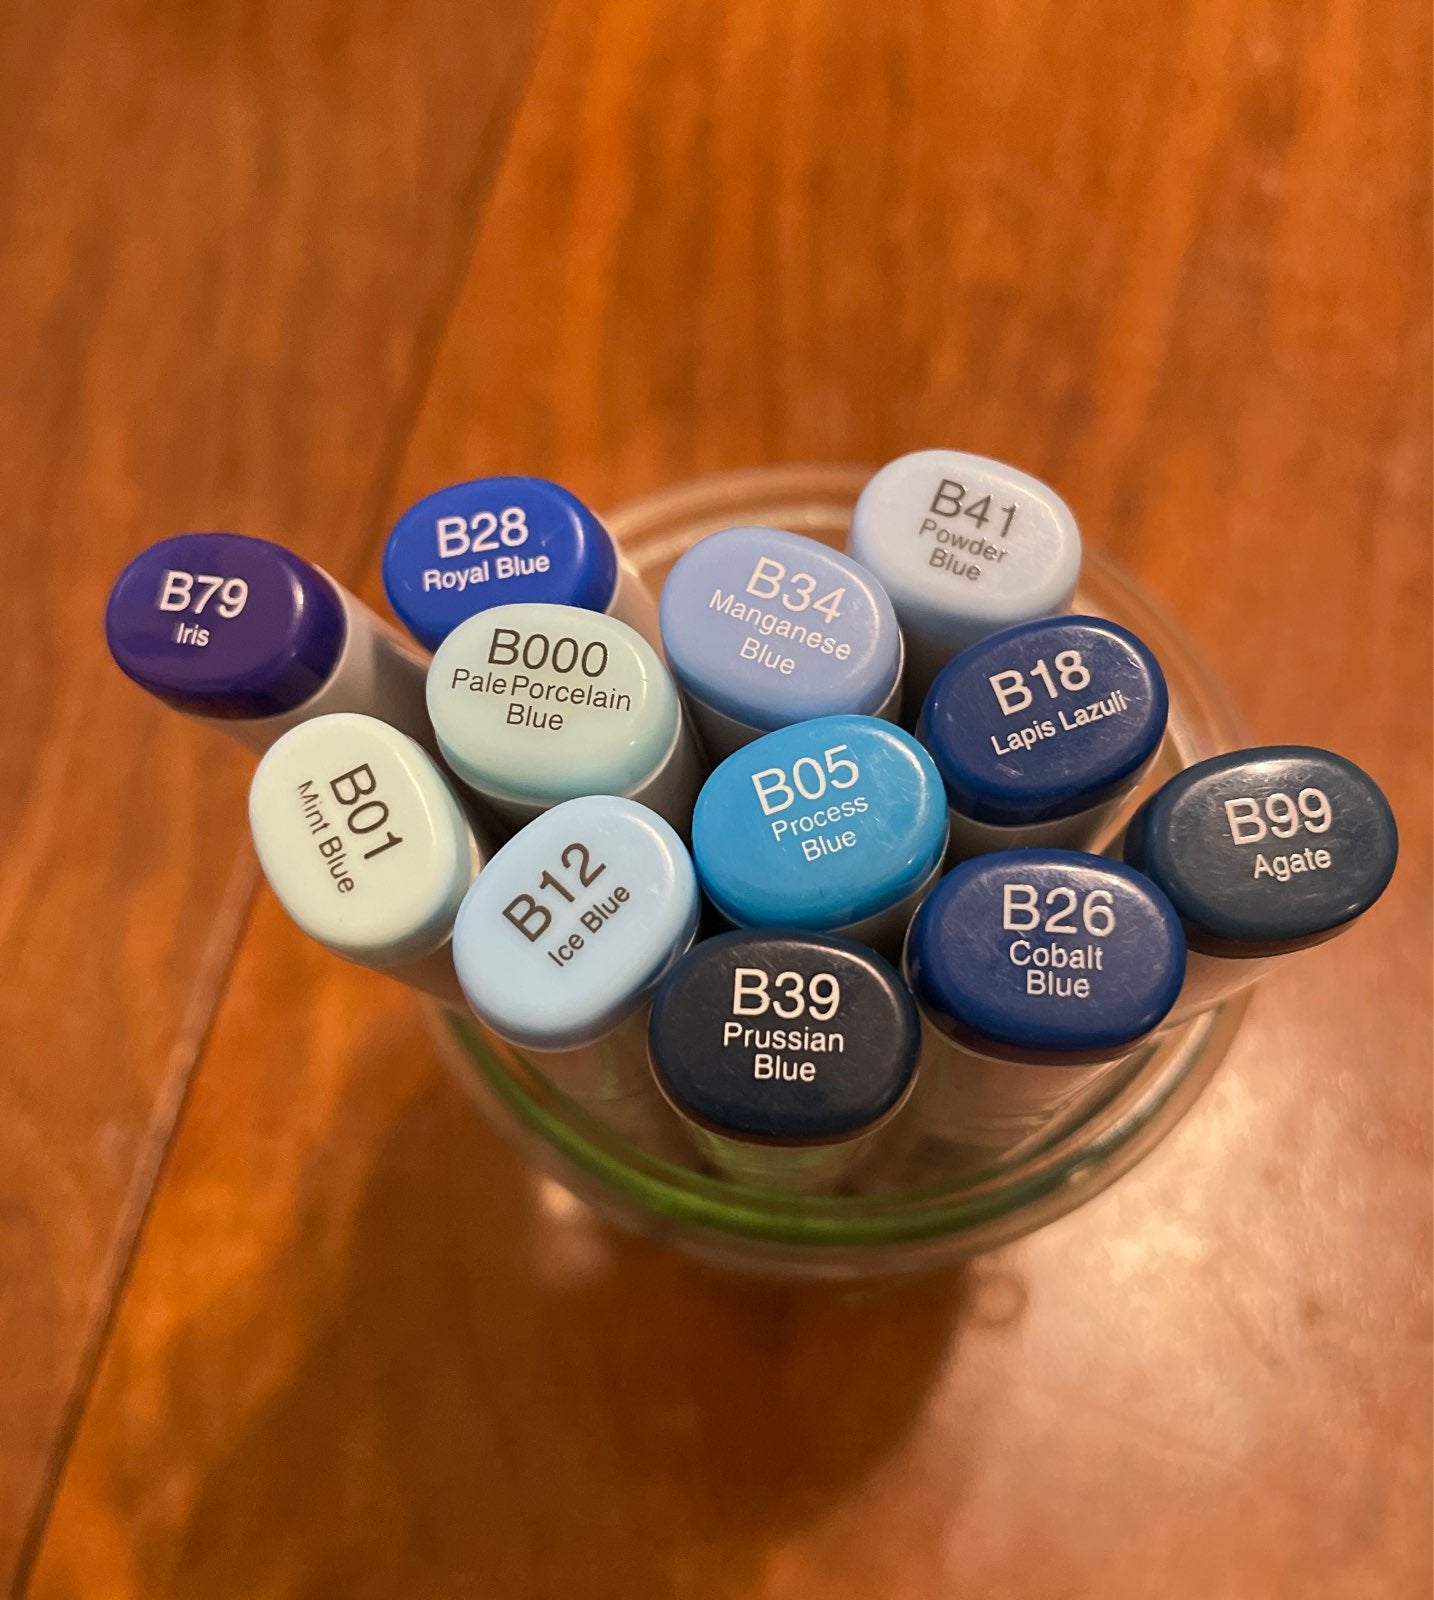 B41
Powder
Blue
B28
Royal Blue
B79
Iris
B34
Manganese
Blue
B000
Pale Porcelain
Blue
B18
Lapis Lazuli
B01
Mint Blue
B05
Process
Blue
B99
Agate
B12
Ice Blue
B26
Cobalt
Blue
B39
Prussian
Blue